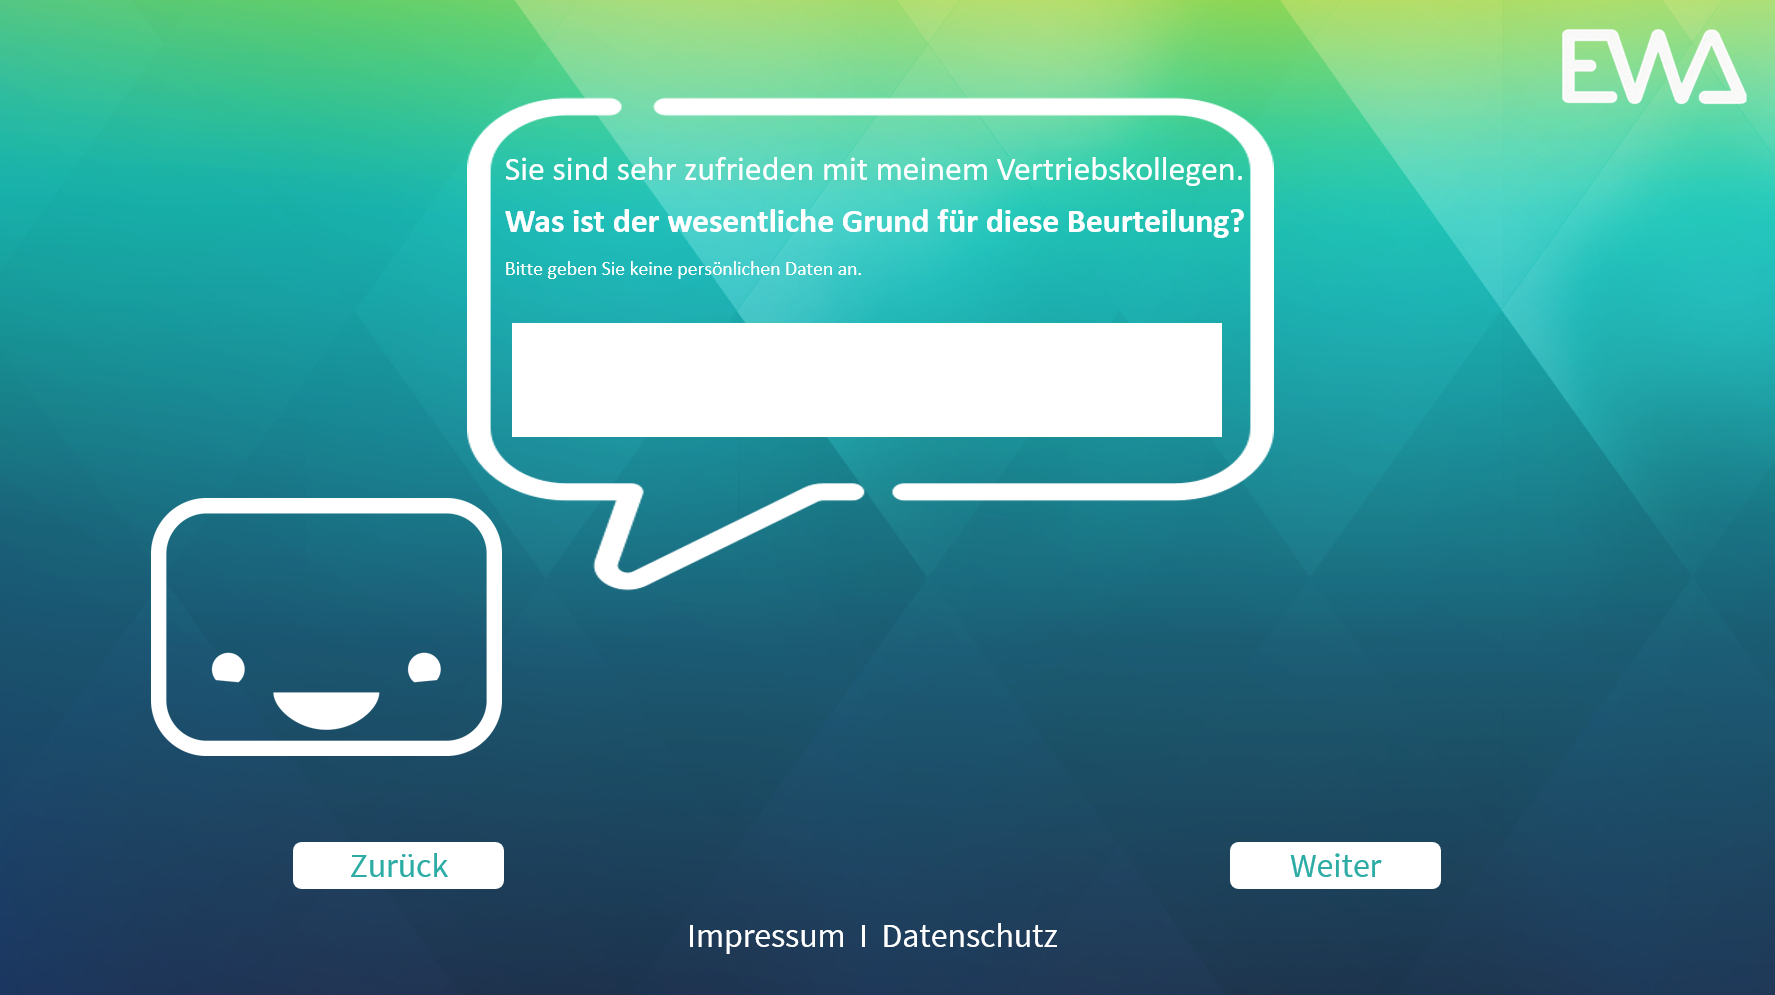 EWA
Sie sind sehr zufrieden mit meinem Vertriebskollegen.
Was ist der wesentliche Grund für diese Beurteilung?
Bitte geben Sie keine persönlichen Daten an.
Zurück
Weiter
Impressum I Datenschutz